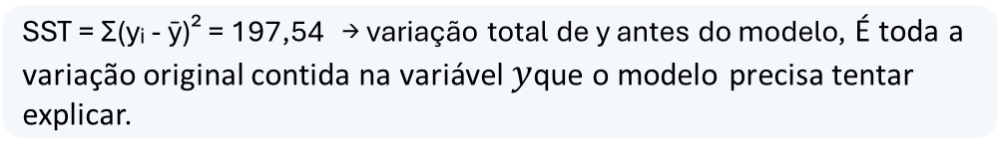 SST = Σ(yᵢ - ȳ)² = 197,54 → variação total de y antes do modelo, É toda a
variação original contida na variável 𝑦que o modelo precisa tentar
explicar.